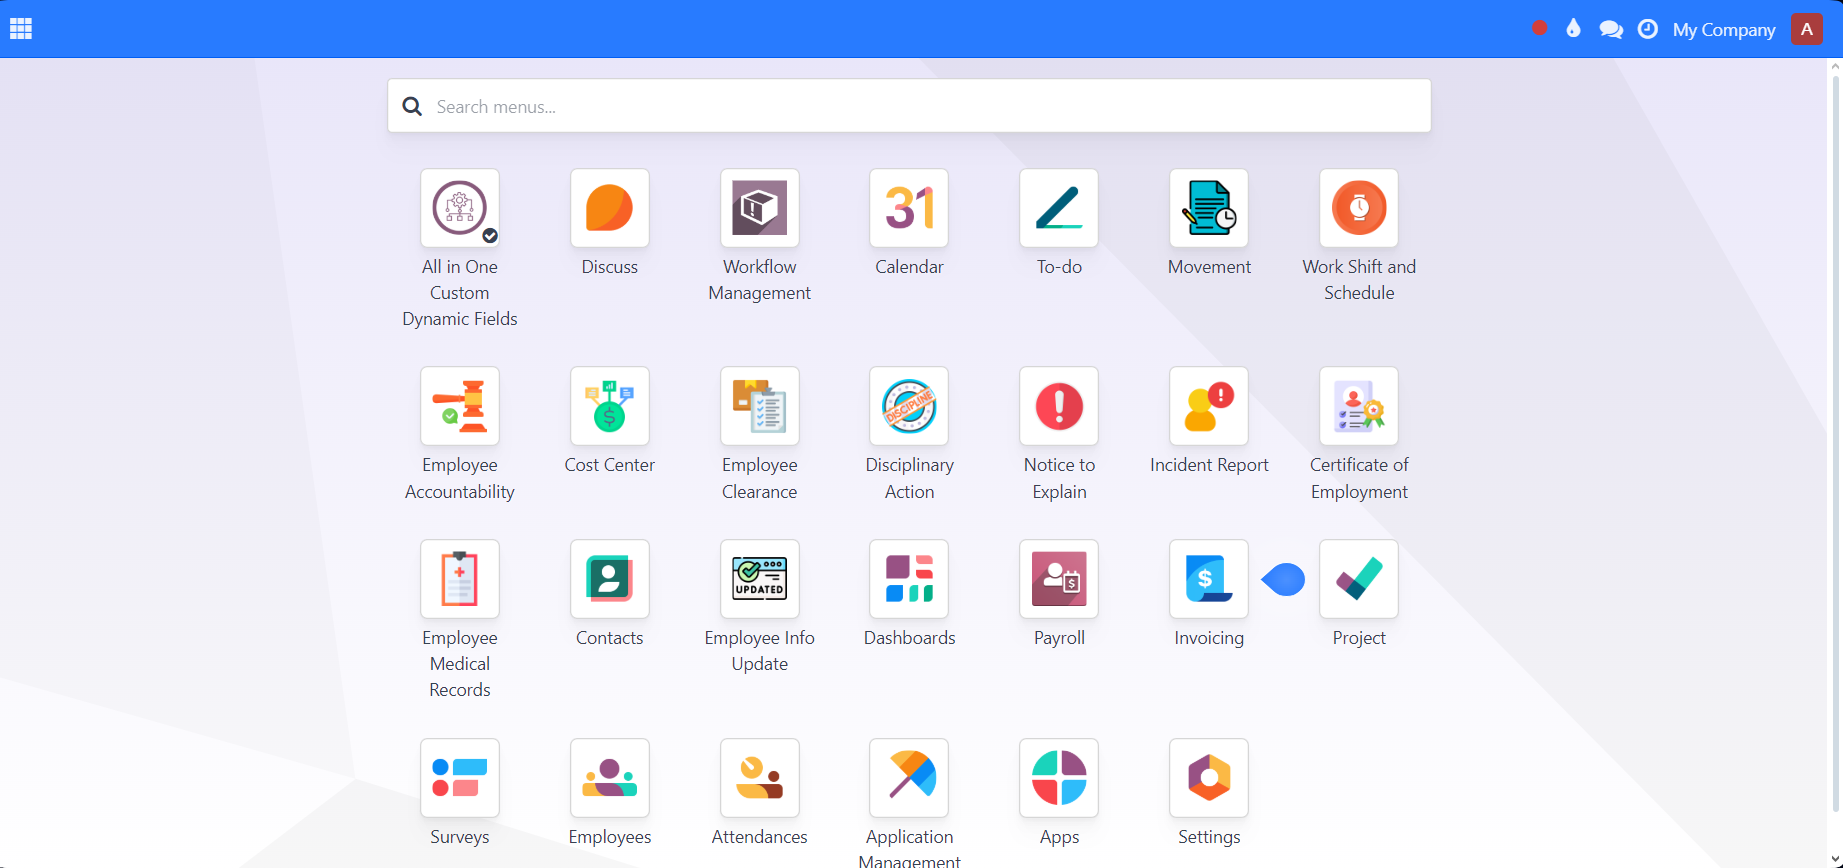 My Company
A
Search menus...
31
All in One
Custom
Dynamic Fields
Discuss
Workflow
Management
Calendar
To-do
Movement
Work Shift and
Schedule
DISCIPLINE
Employee
Accountability
Cost Center
Employee
Clearance
Disciplinary
Action
Notice to
Explain
Incident Report
Certificate of
Employment
UPDATED
Employee
Medical
Records
Contacts
Employee Info
Update
Dashboards
Payroll
Invoicing
Project
Surveys
Employees
Attendances
Application
Management
Apps
Settings